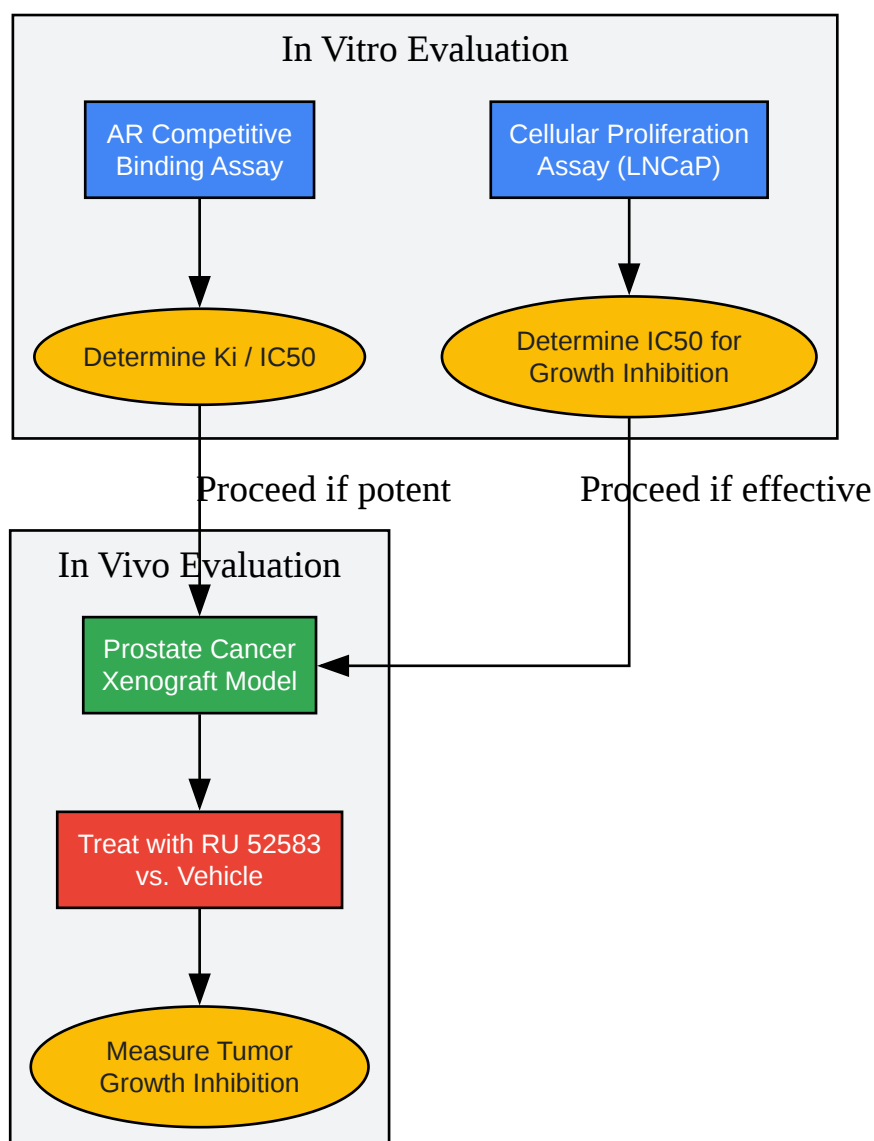 In Vitro Evaluation
AR Competitive
Binding Assay
Cellular Proliferation
Assay (LNCaP)
Determine Ki / IC50
Determine IC50 for
Growth Inhibition
Proceed if potent
Proceed if effective
In Vivo Evaluation
Prostate Cancer
Xenograft Model
Treat with RU 52583
vs. Vehicle
Measure Tumor
Growth Inhibition